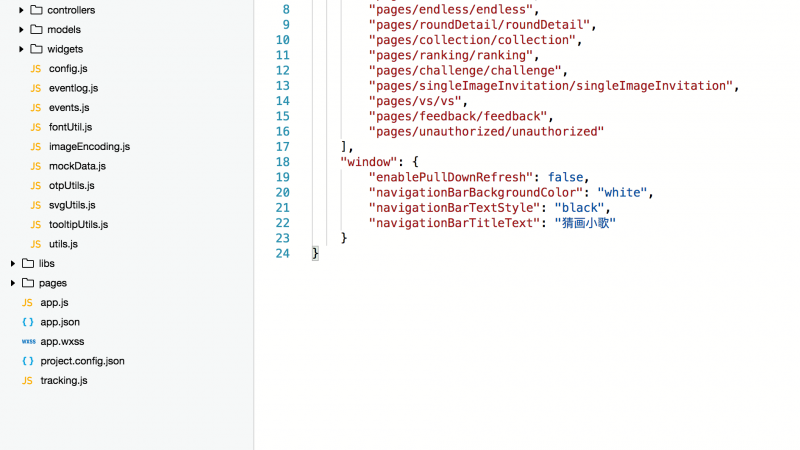 controllers
models
widgets
JS config.js
JS eventlog.js
JS events.js
JS fontUtil.js
JS imageEncoding.js
JS mockData.js
JS otpUtils.js
JS svgUtils.js
JS tooltipUtils.js
JS utils.js
libs
pages
JS app.js
{ } app.json
wxss app.wxss
{ } project.config.json
JS tracking.js
8 "pages/endless/endless",
9 "pages/roundDetail/roundDetail",
10 "pages/collection/collection",
11 "pages/ranking/ranking",
12 "pages/challenge/challenge",
13 "pages/singleImageInvitation/singleImageInvitation",
14 "pages/vs/vs",
15 "pages/feedback/feedback",
16 "pages/unauthorized/unauthorized"
17 ],
18 "window": {
19 "enablePullDownRefresh": false,
20 "navigationBarBackgroundColor": "white",
21 "navigationBarTextStyle": "black",
22 "navigationBarTitleText": "猜画小歌"
23 }
24 }